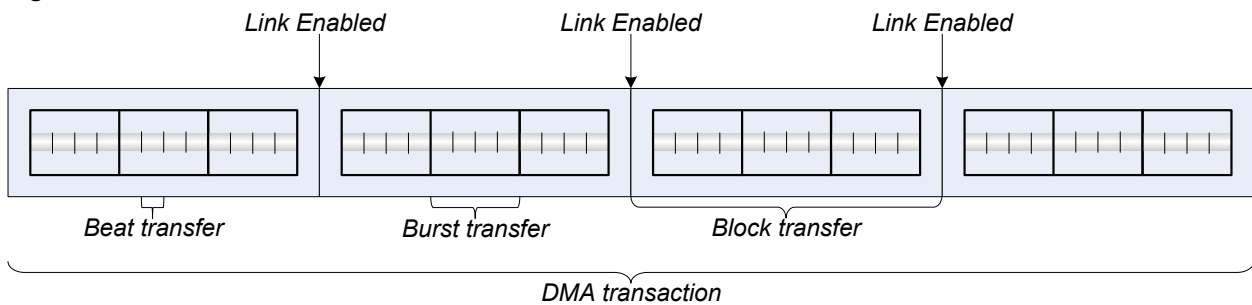 Link Enabled Link Enabled Link Enabled
Beat transfer Burst transfer Block transfer
DMA transaction